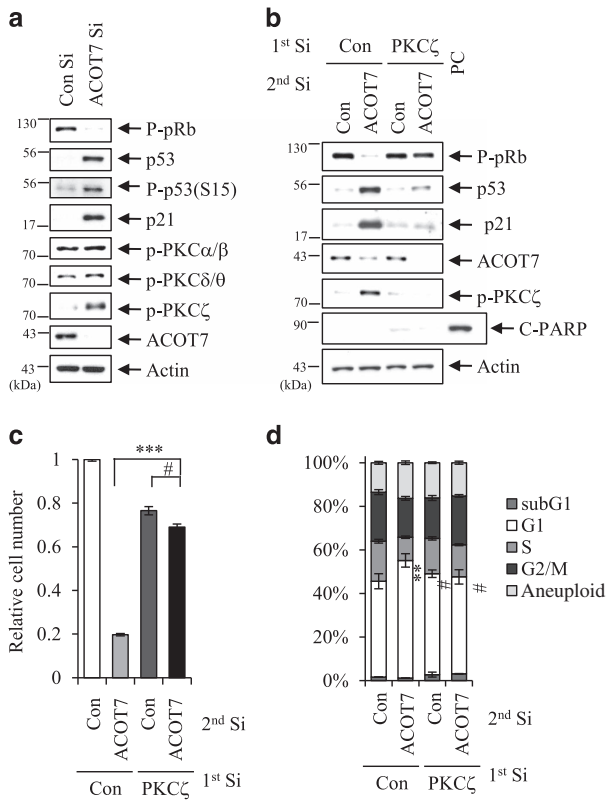 a
Con Si
ACOT7 Si
130
P-pRb
56
p53
56
P-p53(S15)
17
p21
70
p-PKCα/β
70
p-PKCδ/θ
70
p-PKCζ
43
ACOT7
43
Actin
(kDa)
b
1st Si Con PKCζ PC
2nd Si Con ACOT7 Con ACOT7
130
P-pRb
56
p53
17
p21
43
ACOT7
70
p-PKCζ
90
C-PARP
43
Actin
(kDa)
c
Relative cell number
1
0.8
0.6
0.4
0.2
0
***
#
Con ACOT7 Con ACOT7 2nd Si
Con PKCζ 1st Si
d
100%
80%
60%
40%
20%
0%
**
#
#
subG1
G1
S
G2/M
Aneuploid
Con ACOT7 Con ACOT7 2nd Si
Con PKCζ 1st Si